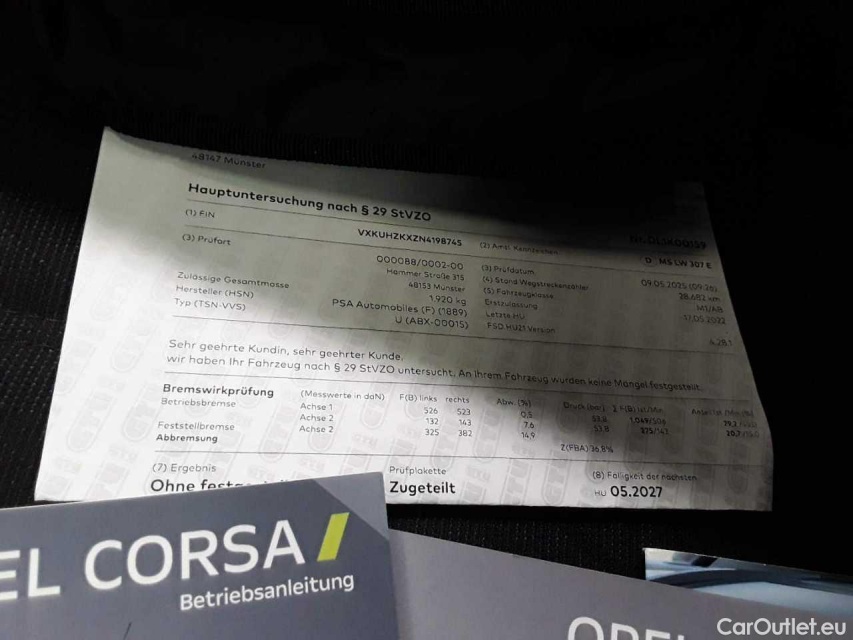 48147 Münster
Hauptuntersuchung nach § 29 StVZO
(1) FIN VXKUHZKXZN4198745 (2) Amtl. Kennzeichen D MS LW 307 E
(3) Prüfort 000088/0002-00 (3) Prüfdatum 09.05.2025 (09:26)
Hammer Straße 315 (4) Stand Wegstreckenzähler 28.682 km
48153 Münster (5) Fahrzeugklasse M1/AB
Zulässige Gesamtmasse 1.920 kg Erstzulassung 17.05.2022
Hersteller (HSN) PSA Automobiles (F) (1889) Letzte HU
Typ (TSN-VVS) U (ABX-00015) FSD HU21 Version
Sehr geehrte Kundin, sehr geehrter Kunde,
wir haben Ihr Fahrzeug nach § 29 StVZO untersucht. An Ihrem Fahrzeug wurden keine Mängel festgestellt.
Bremswirkprüfung (Messwerte in daN) F(B) links rechts Abw. (%)
Betriebsbremse Achse 1 526 523 0,5
Achse 2 132 143 7,6
Feststellbremse Achse 2 325 382 14,9
Abbremsung
(7) Ergebnis Prüfplakette (8) Fälligkeit der nächsten
Ohne Zugeteilt HU 05.2027
EL CORSA
Betriebsanleitung
CarOutlet.eu